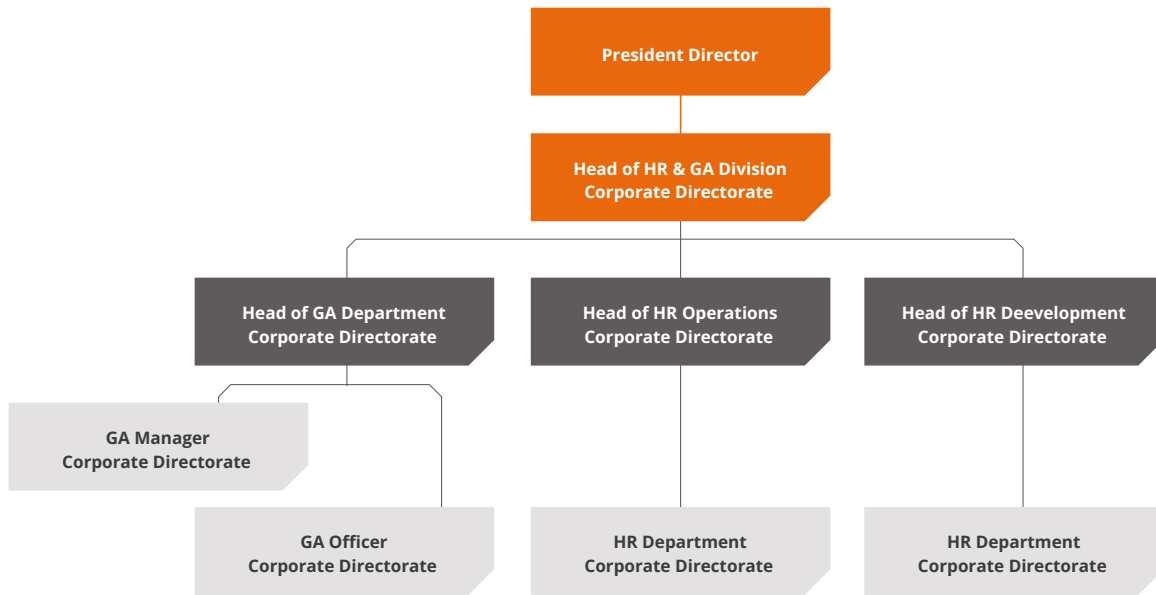 President Director
Head of HR & GA Division
Corporate Directorate
Head of GA Department
Corporate Directorate
Head of HR Operations
Corporate Directorate
Head of HR Deevelopment
Corporate Directorate
GA Manager
Corporate Directorate
GA Officer
Corporate Directorate
HR Department
Corporate Directorate
HR Department
Corporate Directorate